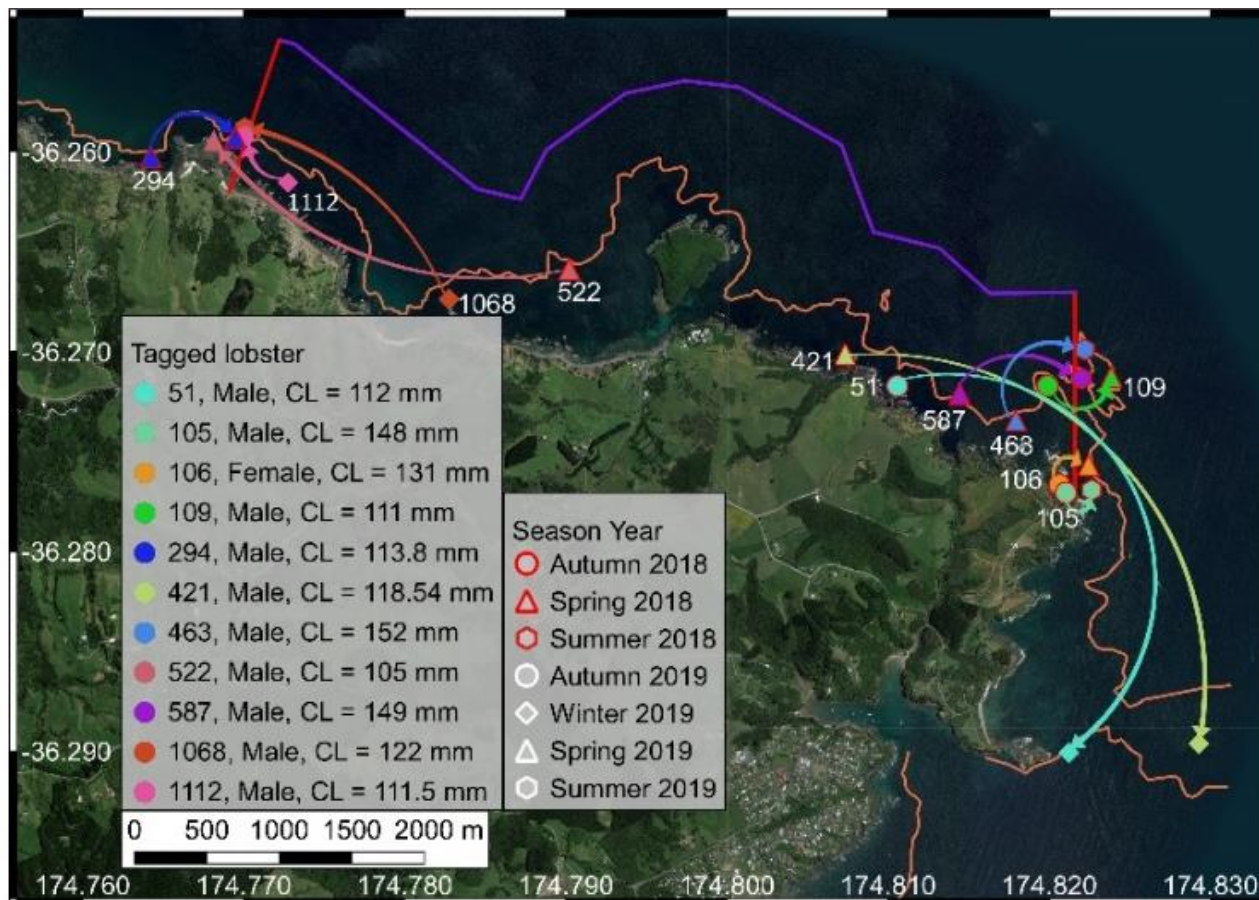 -36.260
294
1112
1068
522
-36.270
421
51
587
463
109
106
105
-36.280
-36.290
Tagged lobster
51, Male, CL = 112 mm
105, Male, CL = 148 mm
106, Female, CL = 131 mm
109, Male, CL = 111 mm
294, Male, CL = 113.8 mm
421, Male, CL = 118.54 mm
463, Male, CL = 152 mm
522, Male, CL = 105 mm
587, Male, CL = 149 mm
1068, Male, CL = 122 mm
1112, Male, CL = 111.5 mm
Season Year
Autumn 2018
Spring 2018
Summer 2018
Autumn 2019
Winter 2019
Spring 2019
Summer 2019
0 500 1000 1500 2000 m
174.760 174.770 174.780 174.790 174.800 174.810 174.820 174.830